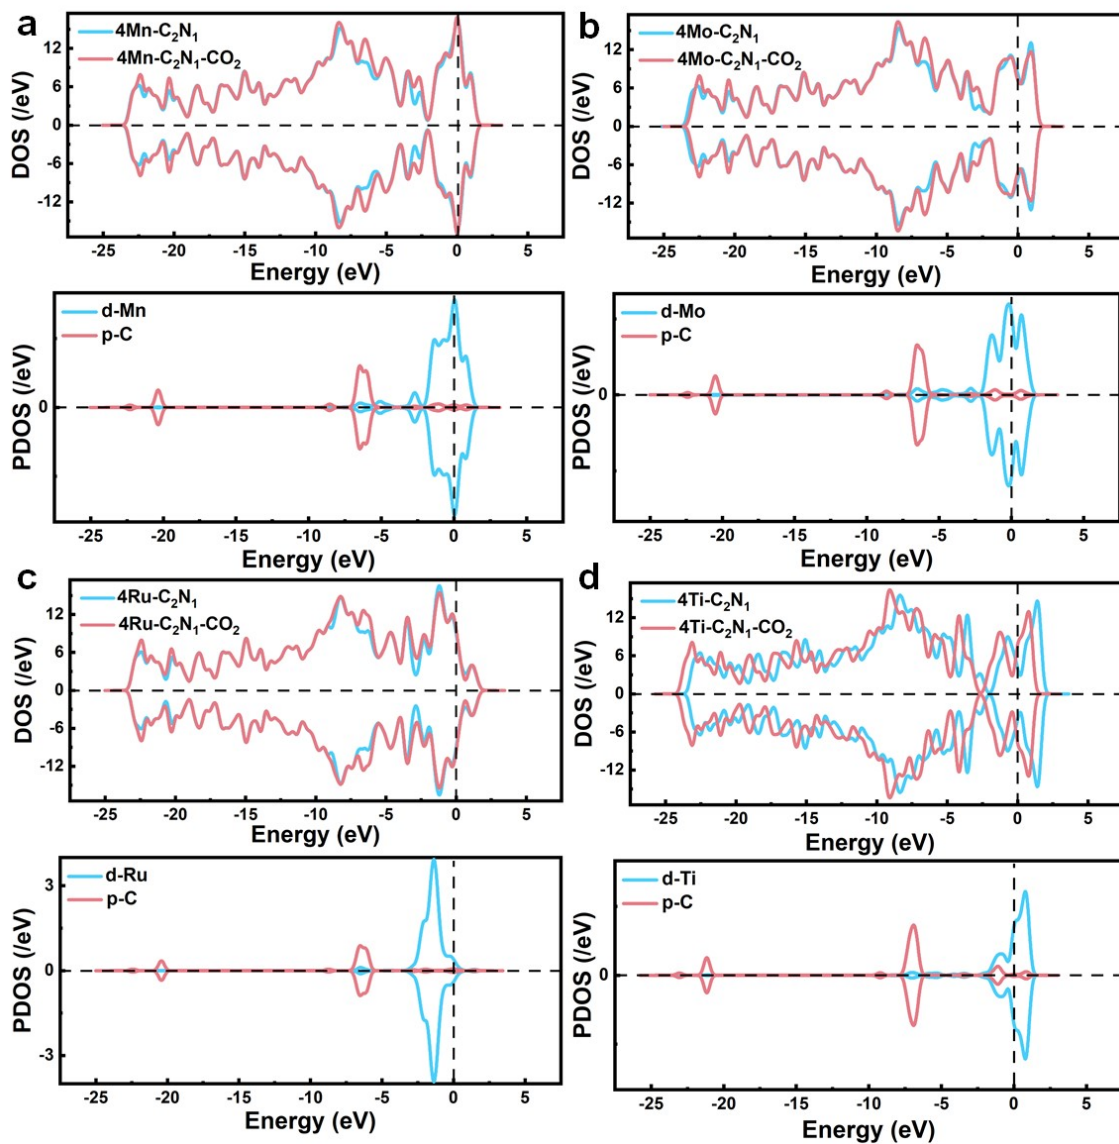 a
4Mn-C₂N₁
4Mn-C₂N₁-CO₂
12
6
0
-6
-12
DOS (/eV)
-25 -20 -15 -10 -5 0 5
Energy (eV)
d-Mn
p-C
0
PDOS (/eV)
-25 -20 -15 -10 -5 0 5
Energy (eV)
b
4Mo-C₂N₁
4Mo-C₂N₁-CO₂
12
6
0
-6
-12
DOS (/eV)
-25 -20 -15 -10 -5 0 5
Energy (eV)
d-Mo
p-C
0
PDOS (/eV)
-25 -20 -15 -10 -5 0 5
Energy (eV)
c
4Ru-C₂N₁
4Ru-C₂N₁-CO₂
12
6
0
-6
-12
DOS (/eV)
-25 -20 -15 -10 -5 0 5
Energy (eV)
d-Ru
p-C
3
0
-3
PDOS (/eV)
-25 -20 -15 -10 -5 0 5
Energy (eV)
d
4Ti-C₂N₁
4Ti-C₂N₁-CO₂
12
6
0
-6
-12
DOS (/eV)
-25 -20 -15 -10 -5 0 5
Energy (eV)
d-Ti
p-C
0
PDOS (/eV)
-25 -20 -15 -10 -5 0 5
Energy (eV)